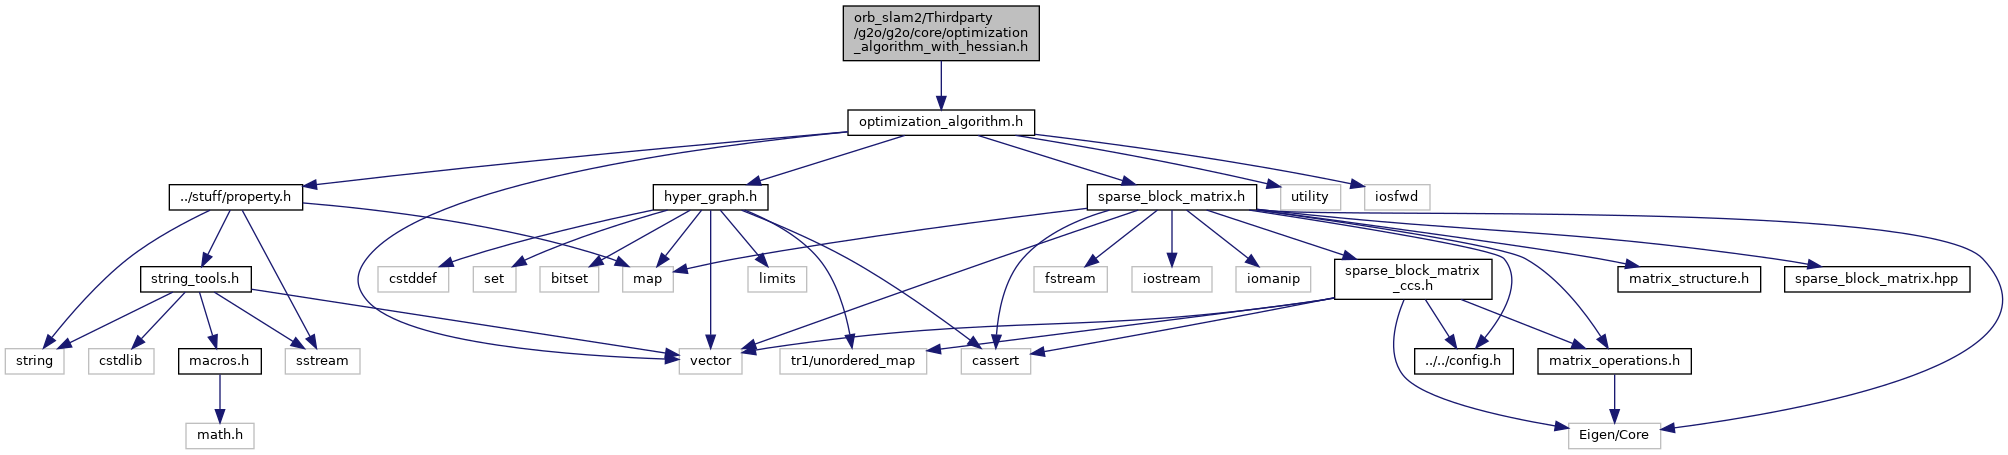 orb_slam2/Thirdparty
/g2o/g2o/core/optimization
_algorithm_with_hessian.h
optimization_algorithm.h
../stuff/property.h
hyper_graph.h
sparse_block_matrix.h
utility
iosfwd
string_tools.h
cstddef
set
bitset
map
limits
fstream
iostream
iomanip
sparse_block_matrix
_ccs.h
matrix_structure.h
sparse_block_matrix.hpp
string
cstdlib
macros.h
sstream
vector
tr1/unordered_map
cassert
../../config.h
matrix_operations.h
math.h
Eigen/Core